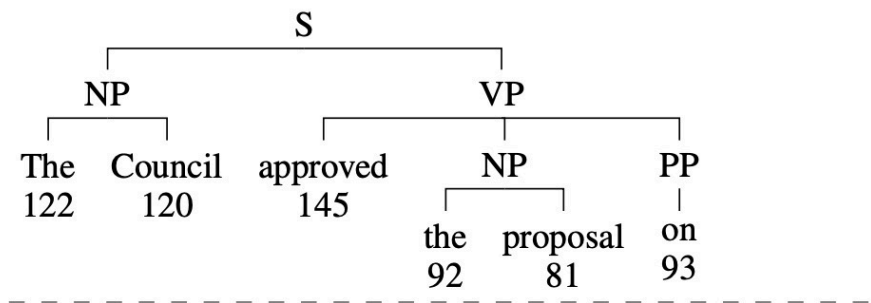 S
NP VP
The Council approved NP PP
122 120 145
the proposal on
92 81 93